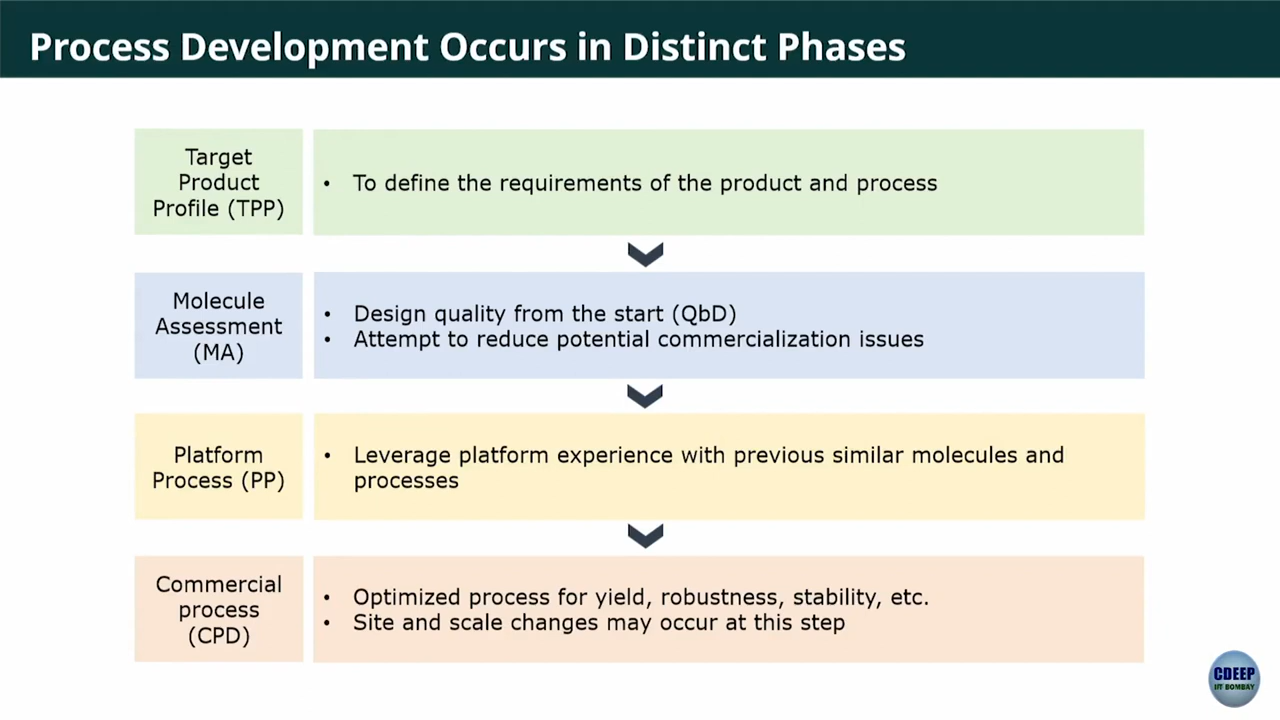 Process Development Occurs in Distinct Phases
Target
Product
Profile (TPP)
• To define the requirements of the product and process
Molecule
Assessment
(MA)
• Design quality from the start (QbD)
• Attempt to reduce potential commercialization issues
Platform
Process (PP)
• Leverage platform experience with previous similar molecules and
processes
Commercial
process
(CPD)
• Optimized process for yield, robustness, stability, etc.
• Site and scale changes may occur at this step
CDEEP
IIT BOMBAY